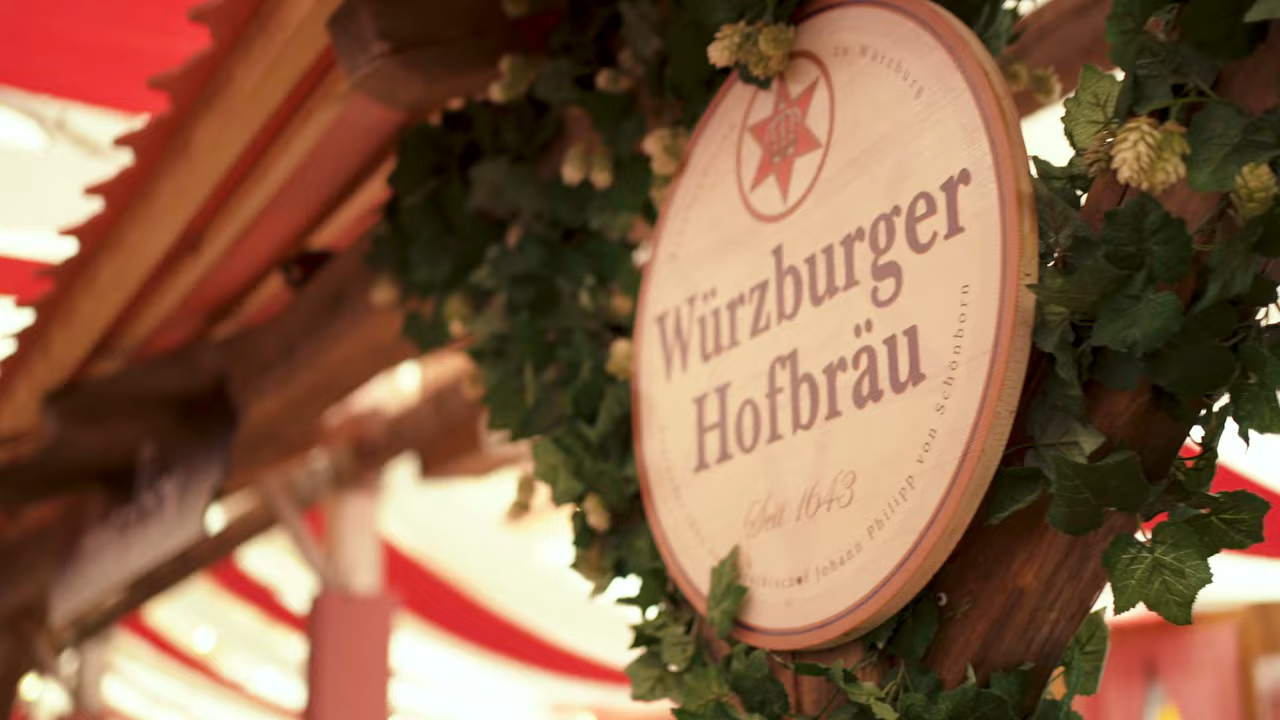 zu Würzburg
Würzburger
Hofbräu
Seit 1643
Johann Philipp von Schönborn